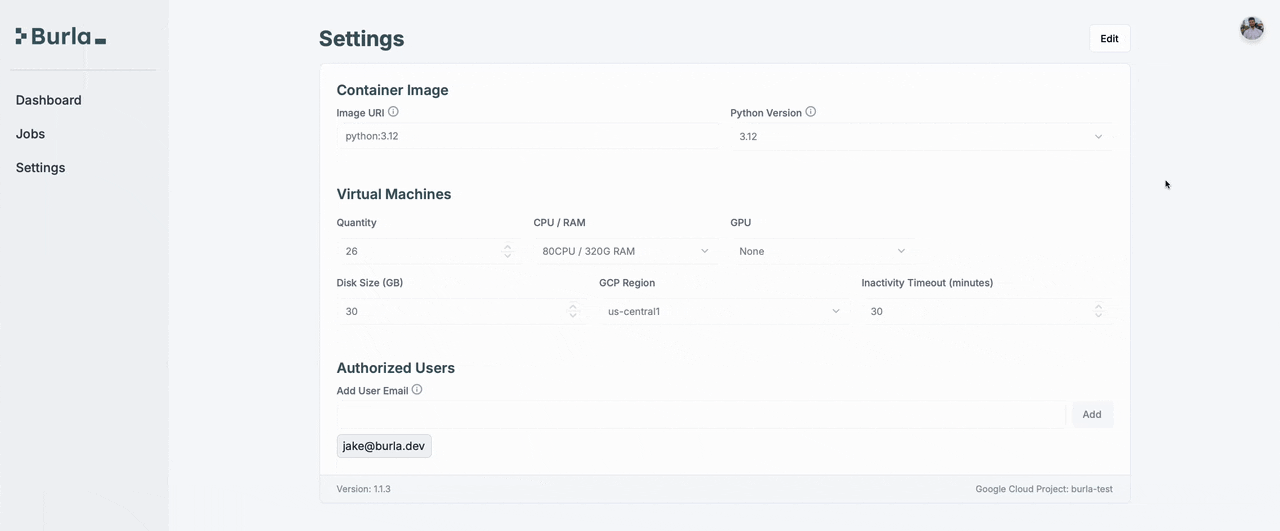 Burla
Dashboard
Jobs
Settings
Settings
Edit
Container Image
Image URI
Python Version
python:3.12
3.12
Virtual Machines
Quantity
CPU / RAM
GPU
26
80CPU / 320G RAM
None
Disk Size (GB)
GCP Region
Inactivity Timeout (minutes)
30
us-central1
30
Authorized Users
Add User Email
Add
jake@burla.dev
Version: 1.1.3
Google Cloud Project: burla-test